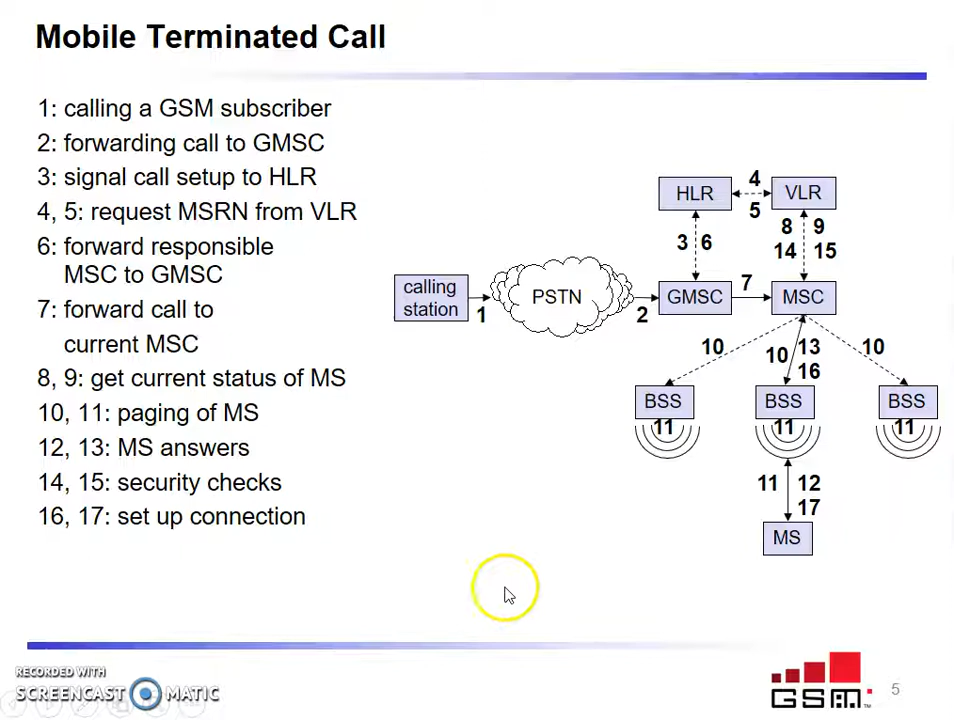 Mobile Terminated Call
1: calling a GSM subscriber
2: forwarding call to GMSC
3: signal call setup to HLR
4, 5: request MSRN from VLR
6: forward responsible
MSC to GMSC
7: forward call to
current MSC
8, 9: get current status of MS
10, 11: paging of MS
12, 13: MS answers
14, 15: security checks
16, 17: set up connection
HLR
4
5
VLR
3 6
8 9
14 15
calling
station
1
PSTN
2
GMSC
7
MSC
10
10
13
16
10
BSS
11
BSS
11
BSS
11
11
12
17
MS
RECORDED WITH
SCREENCAST MATIC
GSM™
5